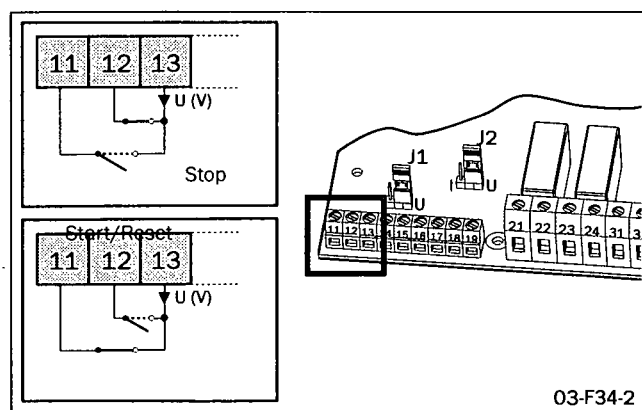 11 12 13
U (V)
Stop
Start/Reset
11 12 13
U (V)
J1
J2
U
U
11 12 13 14 15 16 17 18 19
21 22 23 24 31 3
03-F34-2